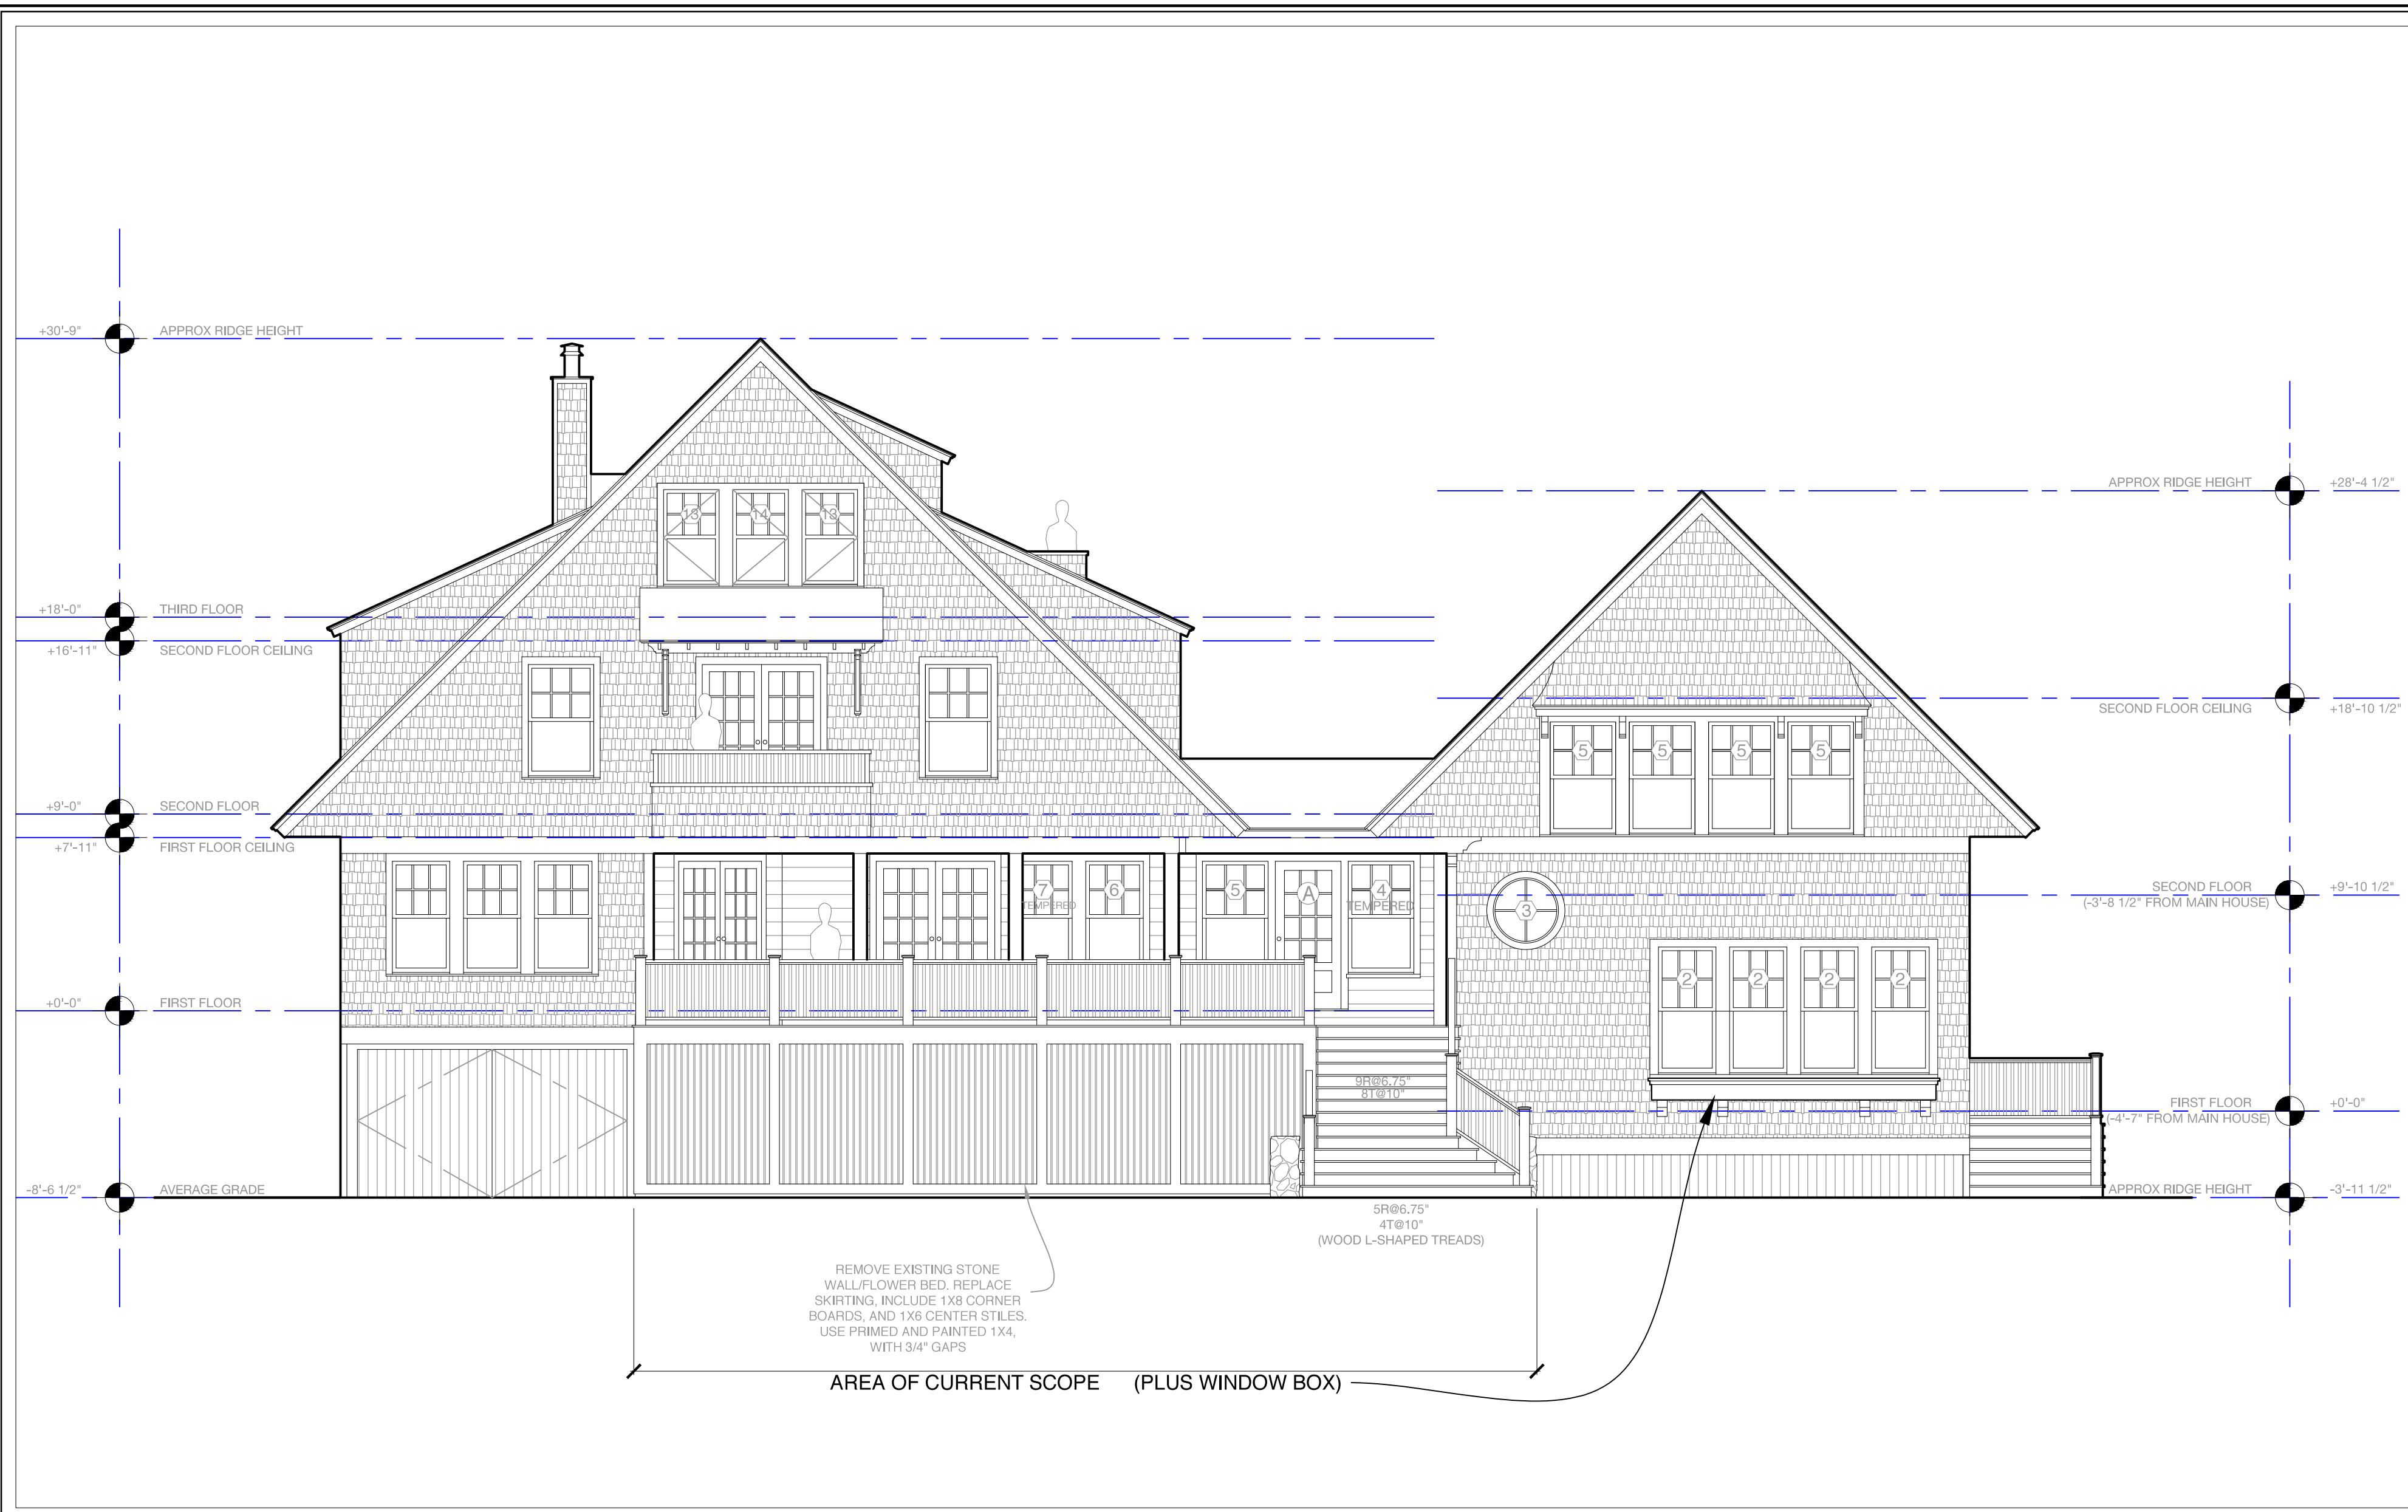 +30'-9"
APPROX RIDGE HEIGHT
APPROX RIDGE HEIGHT
+28'-4 1/2"
13
14
13
+18'-0"
THIRD FLOOR
+16'-11"
SECOND FLOOR CEILING
SECOND FLOOR CEILING
+18'-10 1/2"
5
5
5
5
+9'-0"
SECOND FLOOR
+7'-11"
FIRST FLOOR CEILING
7
TEMPERED
6
5
A
4
TEMPERED
3
SECOND FLOOR
(-3'-8 1/2" FROM MAIN HOUSE)
+9'-10 1/2"
2
2
2
2
+0'-0"
FIRST FLOOR
9R@6.75"
8T@10"
FIRST FLOOR
(-4'-7" FROM MAIN HOUSE)
+0'-0"
-8'-6 1/2"
AVERAGE GRADE
APPROX RIDGE HEIGHT
-3'-11 1/2"
5R@6.75"
4T@10"
(WOOD L-SHAPED TREADS)
REMOVE EXISTING STONE
WALL/FLOWER BED. REPLACE
SKIRTING, INCLUDE 1X8 CORNER
BOARDS, AND 1X6 CENTER STILES.
USE PRIMED AND PAINTED 1X4,
WITH 3/4" GAPS
AREA OF CURRENT SCOPE (PLUS WINDOW BOX)